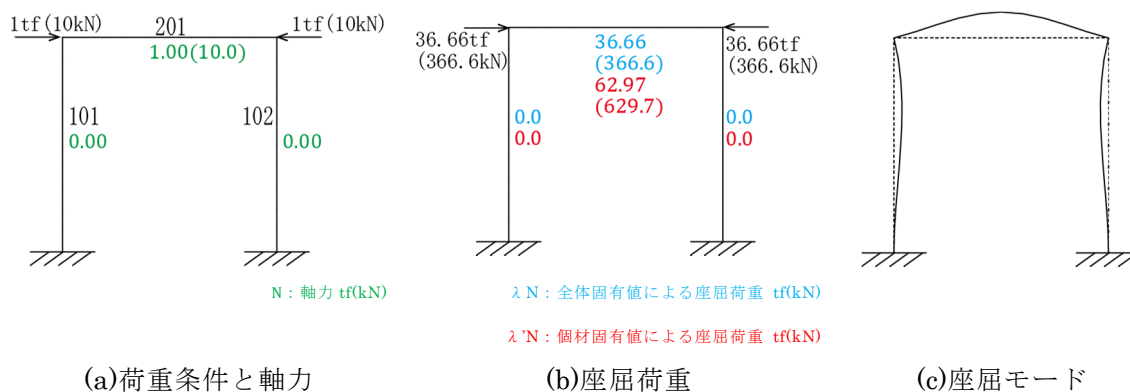 1tf(10kN)
201
1tf(10kN)
1.00(10.0)
101
0.00
102
0.00
N：軸力 tf(kN)
(a)荷重条件と軸力
36.66tf
(366.6kN)
36.66
(366.6)
62.97
(629.7)
36.66tf
(366.6kN)
0.0
0.0
0.0
0.0
λN：全体固有値による座屈荷重 tf(kN)
λ'N：個材固有値による座屈荷重 tf(kN)
(b)座屈荷重
(c)座屈モード